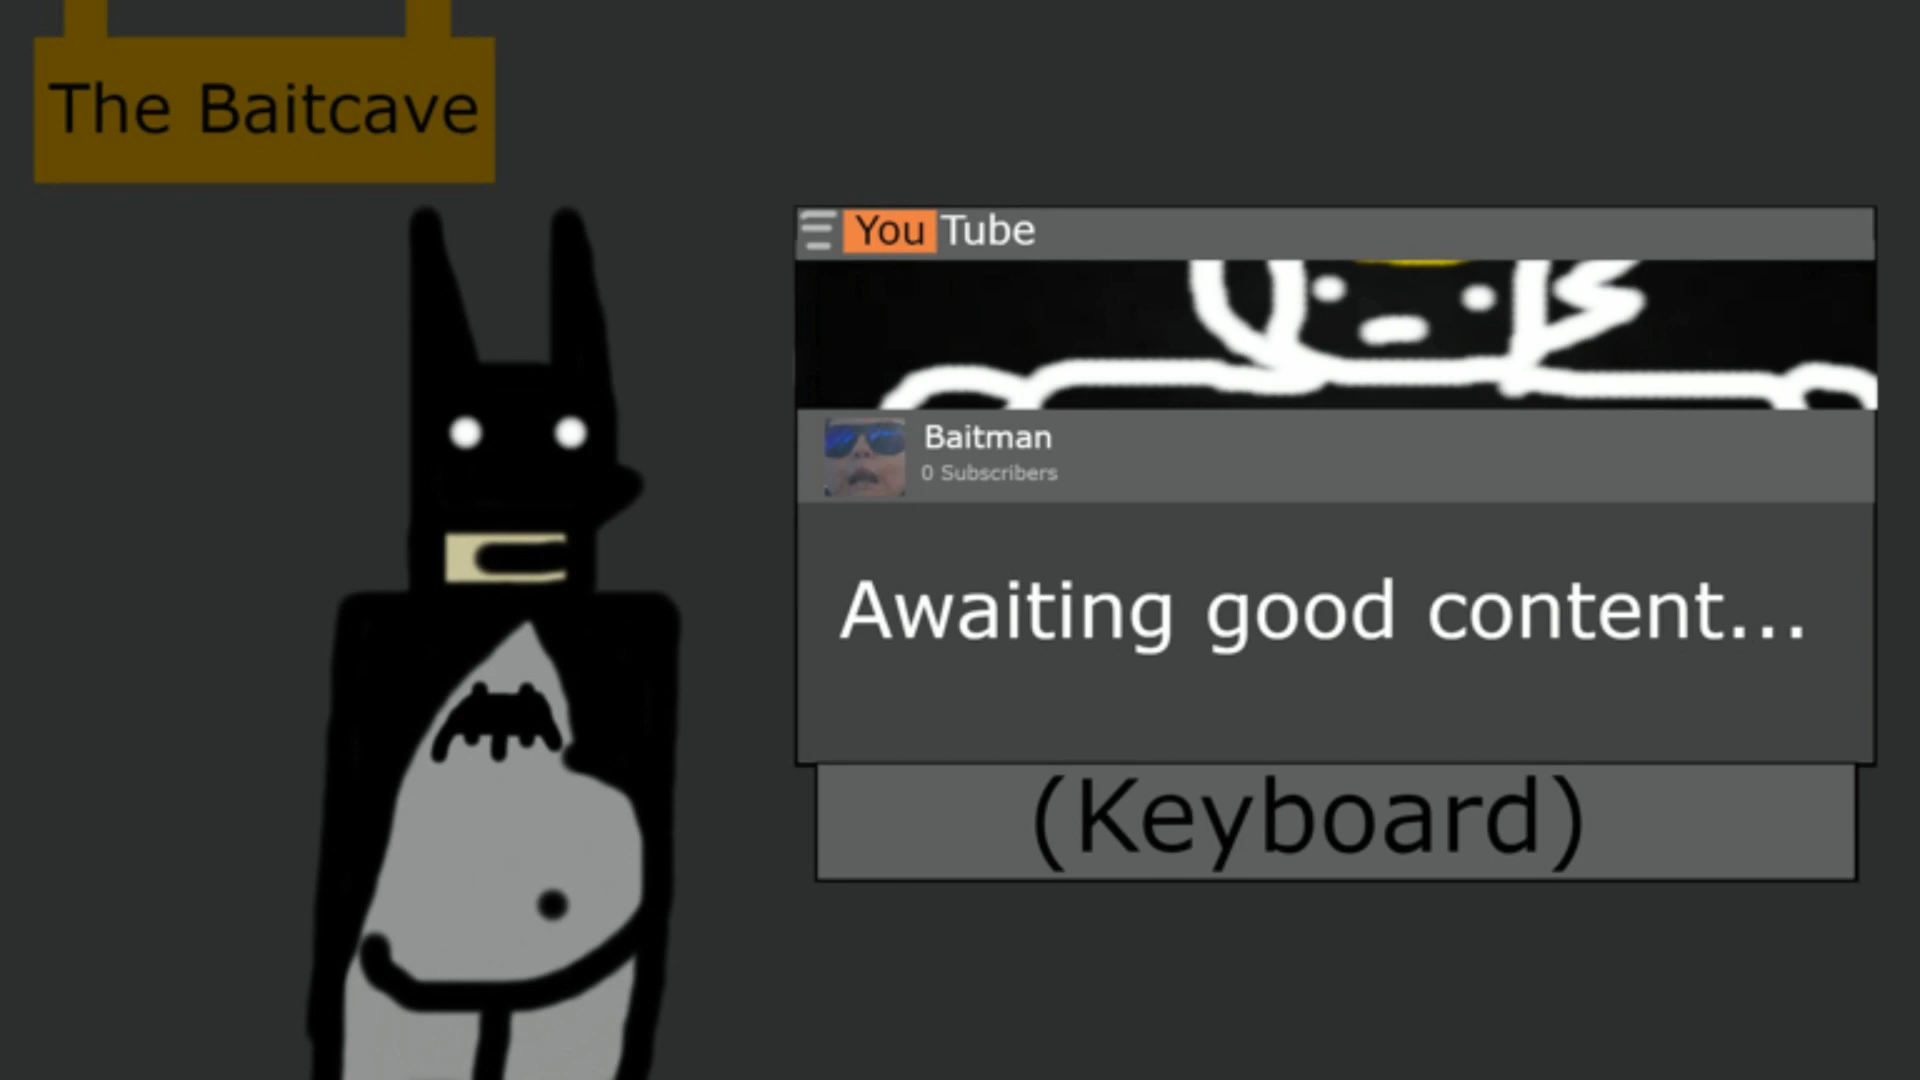 The Baitcave
You Tube
Baitman
0 Subscribers
Awaiting good content...
(Keyboard)